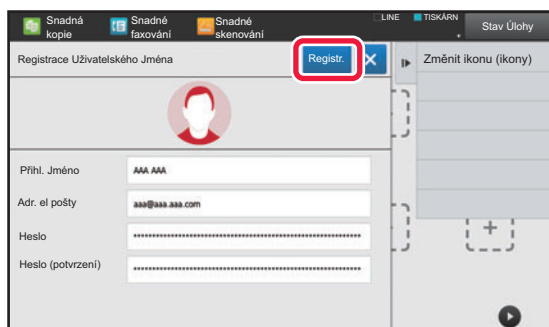 Snadná
kopie
Snadné
faxování
Snadné
skenování
LINE
TISKÁRN
Stav Úlohy
Registrace Uživatelského Jména
Registr.
Změnit ikonu (ikony)
Přihl. Jméno
AAA AAA
Adr. el pošty
aaa@aaa.aaa.com
Heslo
Heslo (potvrzení)